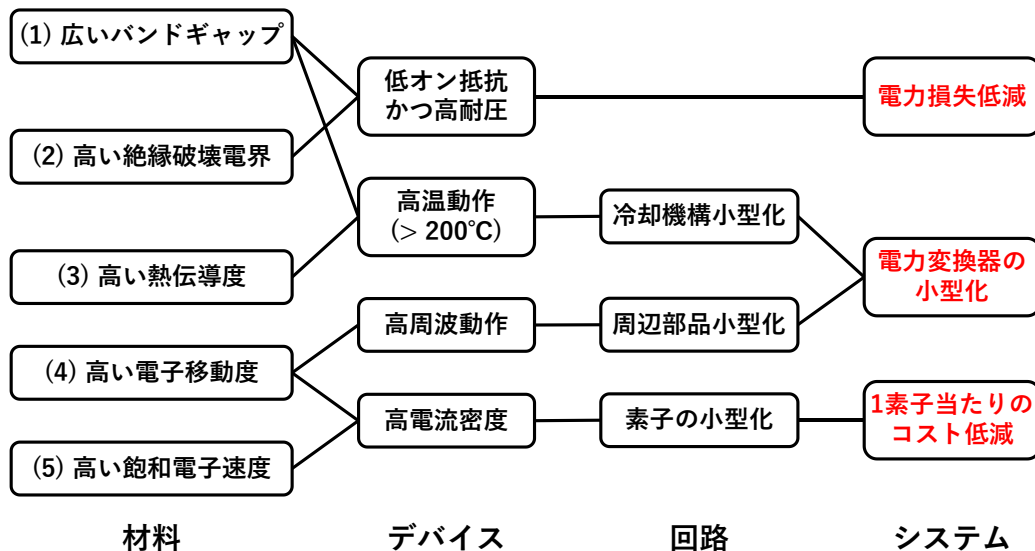 (1) 広いバンドギャップ
(2) 高い絶縁破壊電界
(3) 高い熱伝導度
(4) 高い電子移動度
(5) 高い飽和電子速度
材料
低オン抵抗
かつ高耐圧
高温動作
(> 200℃)
高周波動作
高電流密度
デバイス
冷却機構小型化
周辺部品小型化
素子の小型化
回路
電力損失低減
電力変換器の
小型化
1素子当たりの
コスト低減
システム